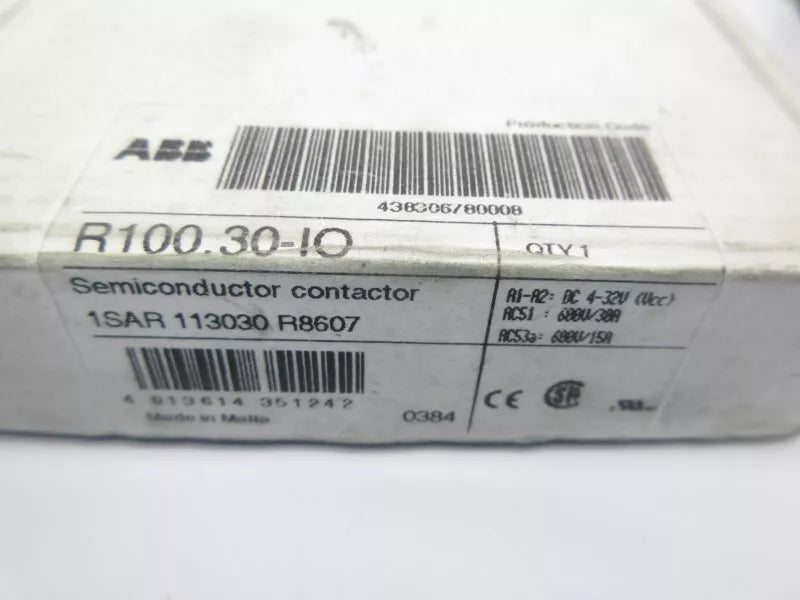 Production Code
ABB
438306780008
R100.30-IO
QTY 1
Semiconductor contactor
1SAR 113030 R8607
A1-A2: DC 4-32V (Vcc)
AC51 : 600V/30A
AC53a: 600V/15A
4 013614 351242
Made in Malta
0384
CE